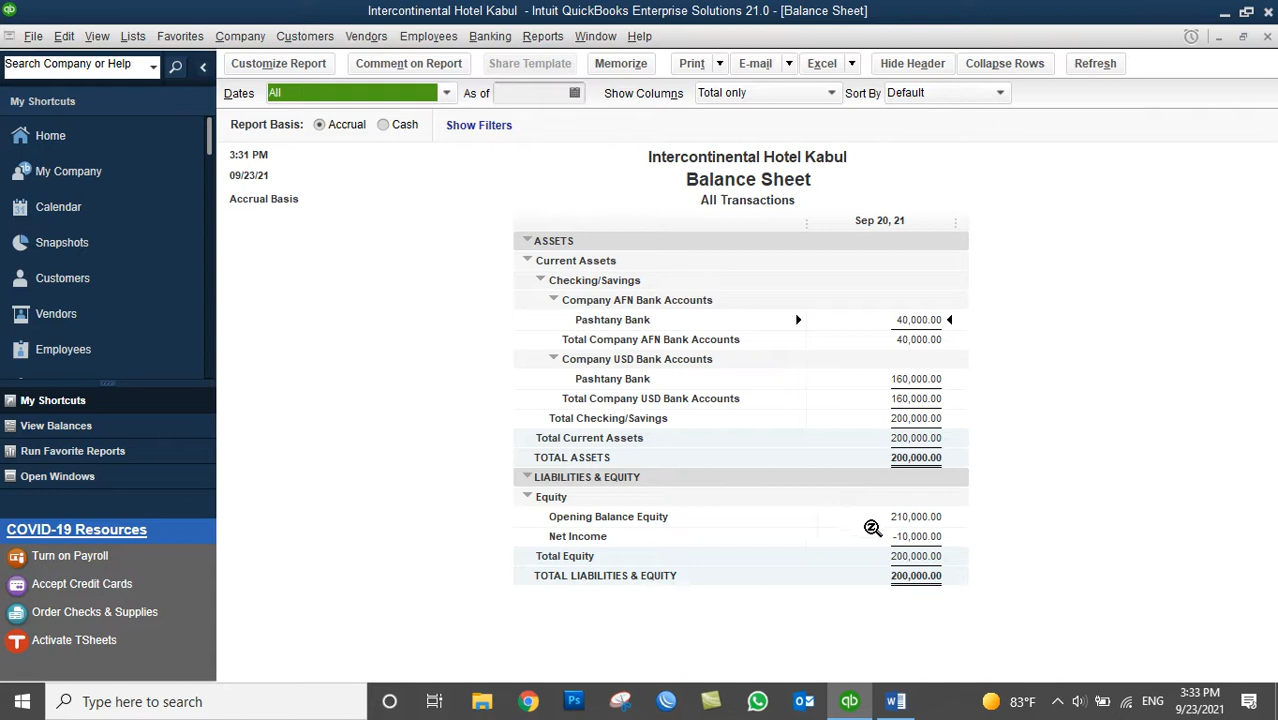 Intercontinental Hotel Kabul - Intuit QuickBooks Enterprise Solutions 21.0 - [Balance Sheet]
File Edit View Lists Favorites Company Customers Vendors Employees Banking Reports Window Help
Search Company or Help
Customize Report Comment on Report Share Template Memorize Print E-mail Excel Hide Header Collapse Rows Refresh
My Shortcuts
Dates All As of Show Columns Total only Sort By Default
Home
Report Basis: Accrual Cash Show Filters
My Company
Calendar
Snapshots
Customers
Vendors
Employees
My Shortcuts
View Balances
Run Favorite Reports
Open Windows
COVID-19 Resources
Turn on Payroll
Accept Credit Cards
Order Checks & Supplies
Activate TSheets
3:31 PM
09/23/21
Accrual Basis
Intercontinental Hotel Kabul
Balance Sheet
All Transactions
Sep 20, 21
ASSETS
Current Assets
Checking/Savings
Company AFN Bank Accounts
Pashtany Bank 40,000.00
Total Company AFN Bank Accounts 40,000.00
Company USD Bank Accounts
Pashtany Bank 160,000.00
Total Company USD Bank Accounts 160,000.00
Total Checking/Savings 200,000.00
Total Current Assets 200,000.00
TOTAL ASSETS 200,000.00
LIABILITIES & EQUITY
Equity
Opening Balance Equity 210,000.00
Net Income -10,000.00
Total Equity 200,000.00
TOTAL LIABILITIES & EQUITY 200,000.00
Type here to search
83°F
ENG
3:33 PM
9/23/2021